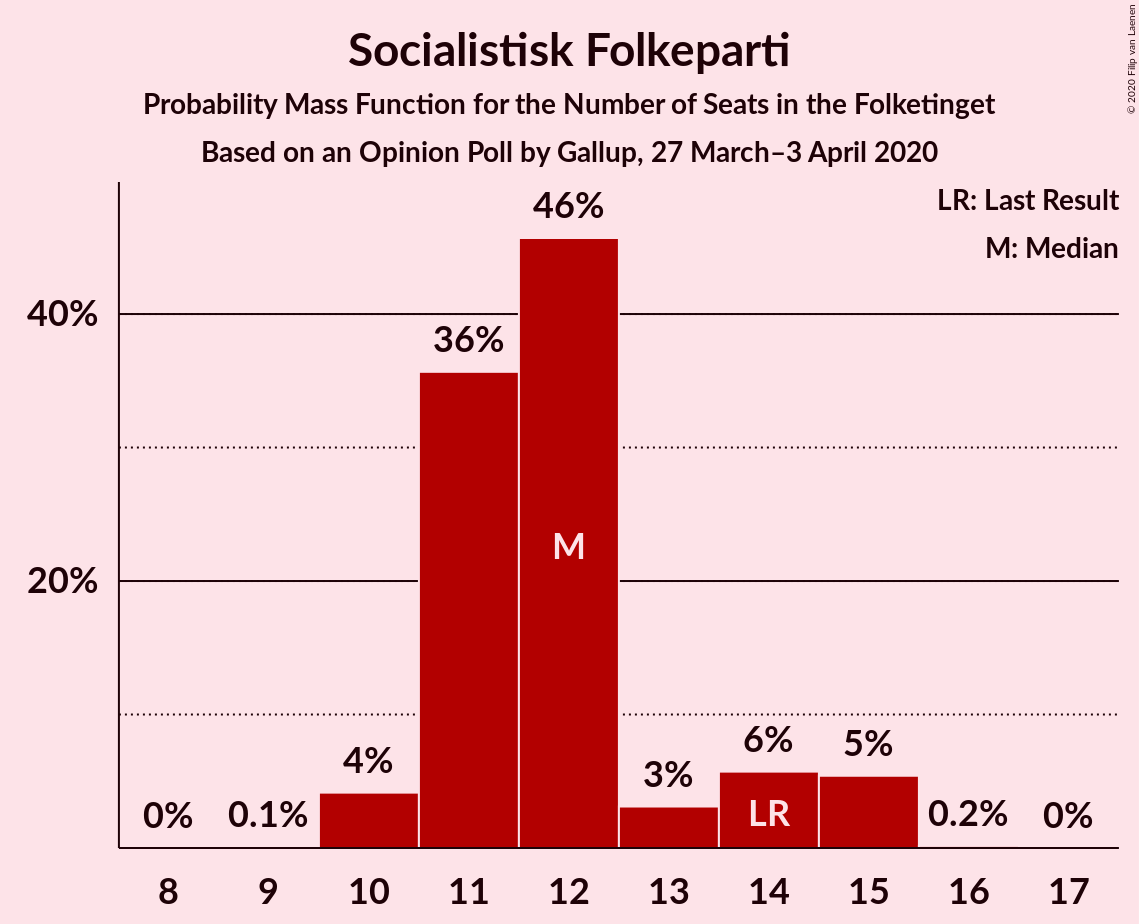 Socialistisk Folkeparti
Probability Mass Function for the Number of Seats in the Folketinget
Based on an Opinion Poll by Gallup, 27 March–3 April 2020
© 2020 Filip van Laenen
LR: Last Result
M: Median
40%
20%
0%
0.1%
4%
36%
46%
3%
6%
5%
0.2%
0%
M
LR
8 9 10 11 12 13 14 15 16 17